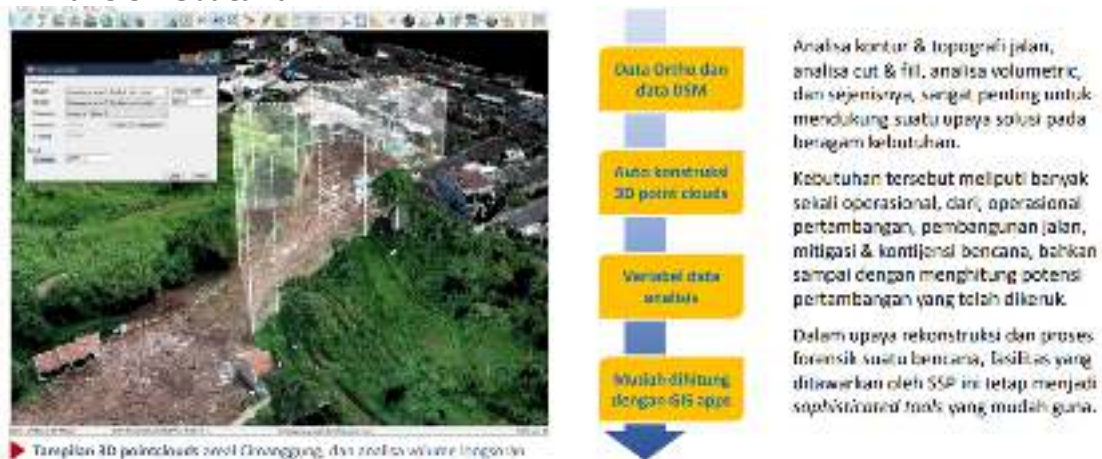 Data Ortho dan
data DSM
Auto konstruksi
3D point clouds
Variabel data
analisis
Mudah dihitung
dengan GIS apps
Analisa kontur & topografi jalan,
analisa cut & fill, analisa volumetric,
dan sejenisnya, sangat penting untuk
mendukung suatu upaya solusi pada
beragam kebutuhan.
Kebutuhan tersebut meliputi banyak
sekali operasional, dari, operasional
pertambangan, pembangunan jalan,
mitigasi & kontijensi bencana, bahkan
sampai dengan menghitung potensi
pertambangan yang telah dikeruk.
Dalam upaya rekonstruksi dan proses
forensik suatu bencana, fasilitas yang
ditawarkan oleh SSP ini tetap menjadi
sophisticated tools yang mudah guna.
Tampilan 3D pointclouds areal Cimanggung, dan analisa volume longsoran